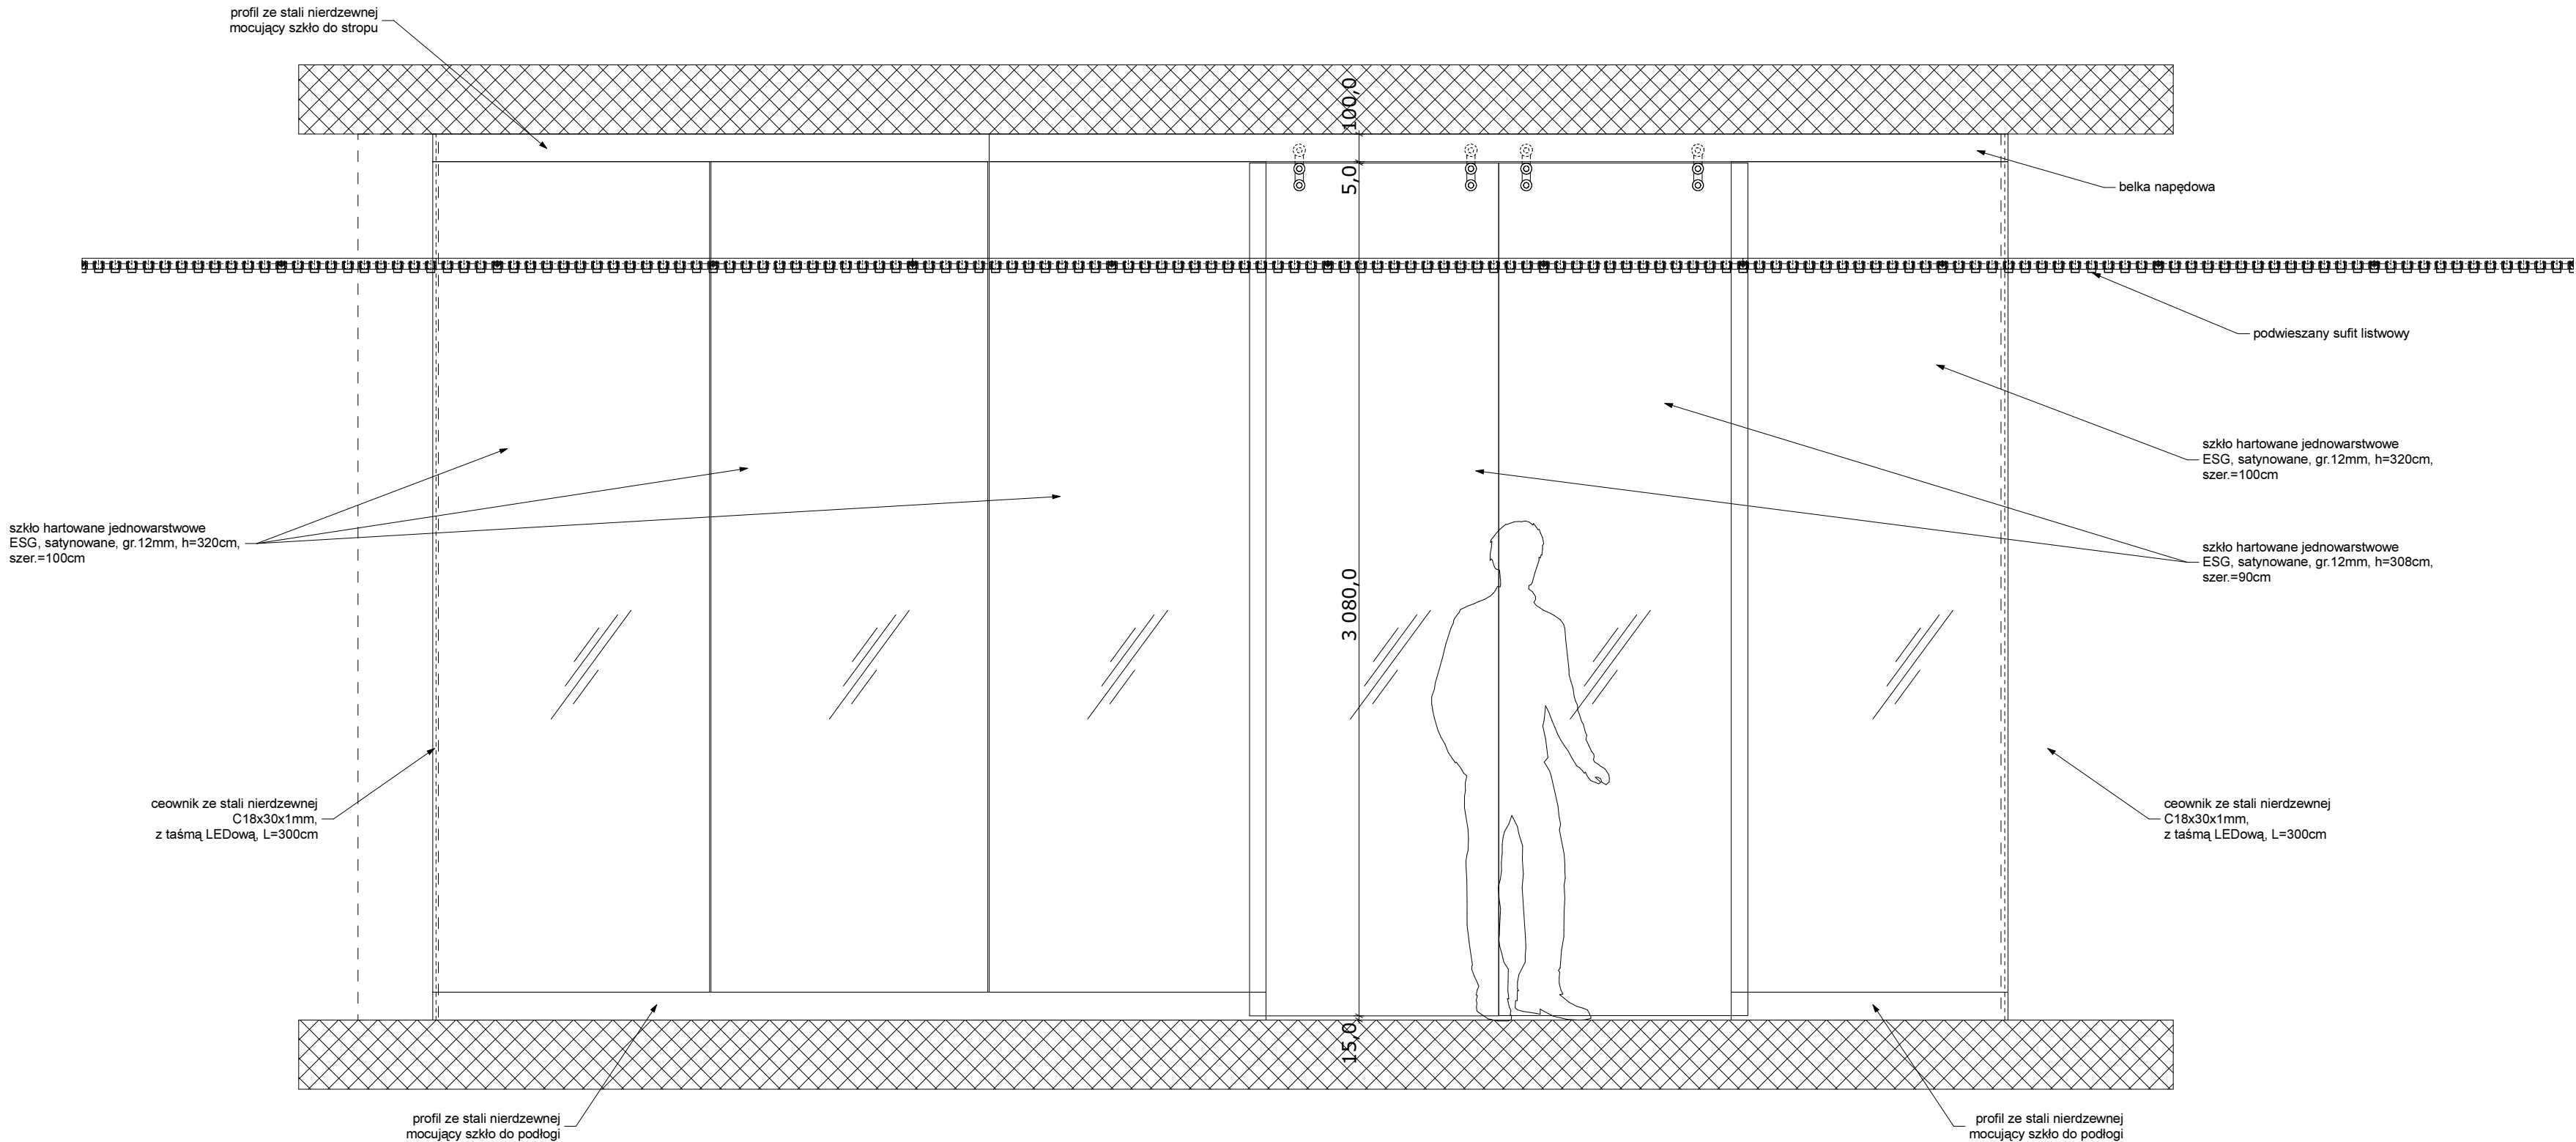 profil ze stali nierdzewnej
mocujący szkło do stropu
100,0
5,0
belka napędowa
podwieszany sufit listwowy
szkło hartowane jednowarstwowe
ESG, satynowane, gr.12mm, h=320cm,
szer.=100cm
szkło hartowane jednowarstwowe
ESG, satynowane, gr.12mm, h=320cm,
szer.=100cm
szkło hartowane jednowarstwowe
ESG, satynowane, gr.12mm, h=308cm,
szer.=90cm
3 080,0
ceownik ze stali nierdzewnej
C18x30x1mm,
z taśmą LEDową, L=300cm
ceownik ze stali nierdzewnej
C18x30x1mm,
z taśmą LEDową, L=300cm
15,0
profil ze stali nierdzewnej
mocujący szkło do podłogi
profil ze stali nierdzewnej
mocujący szkło do podłogi